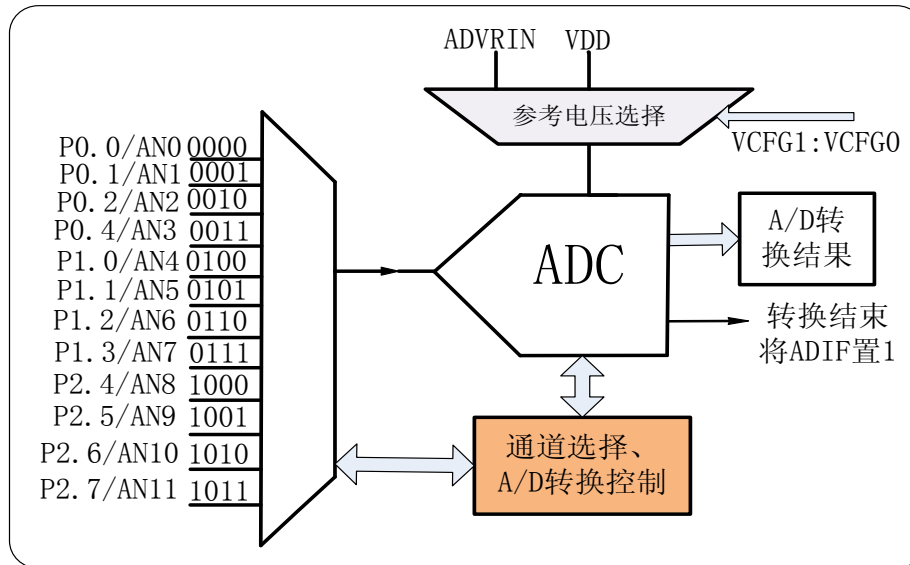 ADVRIN VDD
参考电压选择
VCFG1:VCFG0
P0.0/AN0 0000
P0.1/AN1 0001
P0.2/AN2 0010
P0.4/AN3 0011
P1.0/AN4 0100
P1.1/AN5 0101
P1.2/AN6 0110
P1.3/AN7 0111
P2.4/AN8 1000
P2.5/AN9 1001
P2.6/AN10 1010
P2.7/AN11 1011
ADC
A/D转
换结果
转换结束
将ADIF置1
通道选择、
A/D转换控制